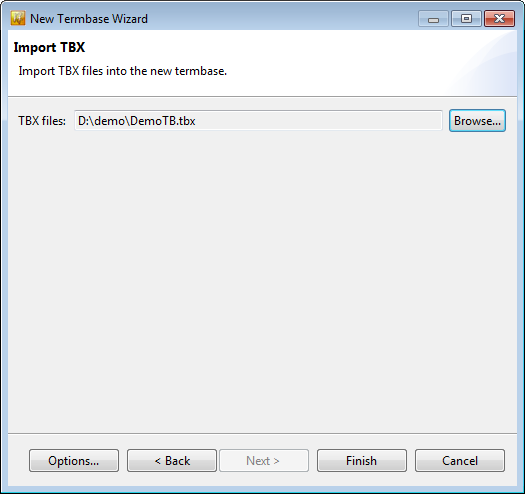 New Termbase Wizard
Import TBX
Import TBX files into the new termbase.
TBX files: D:\demo\DemoTB.tbx Browse...
Options... < Back Next > Finish Cancel